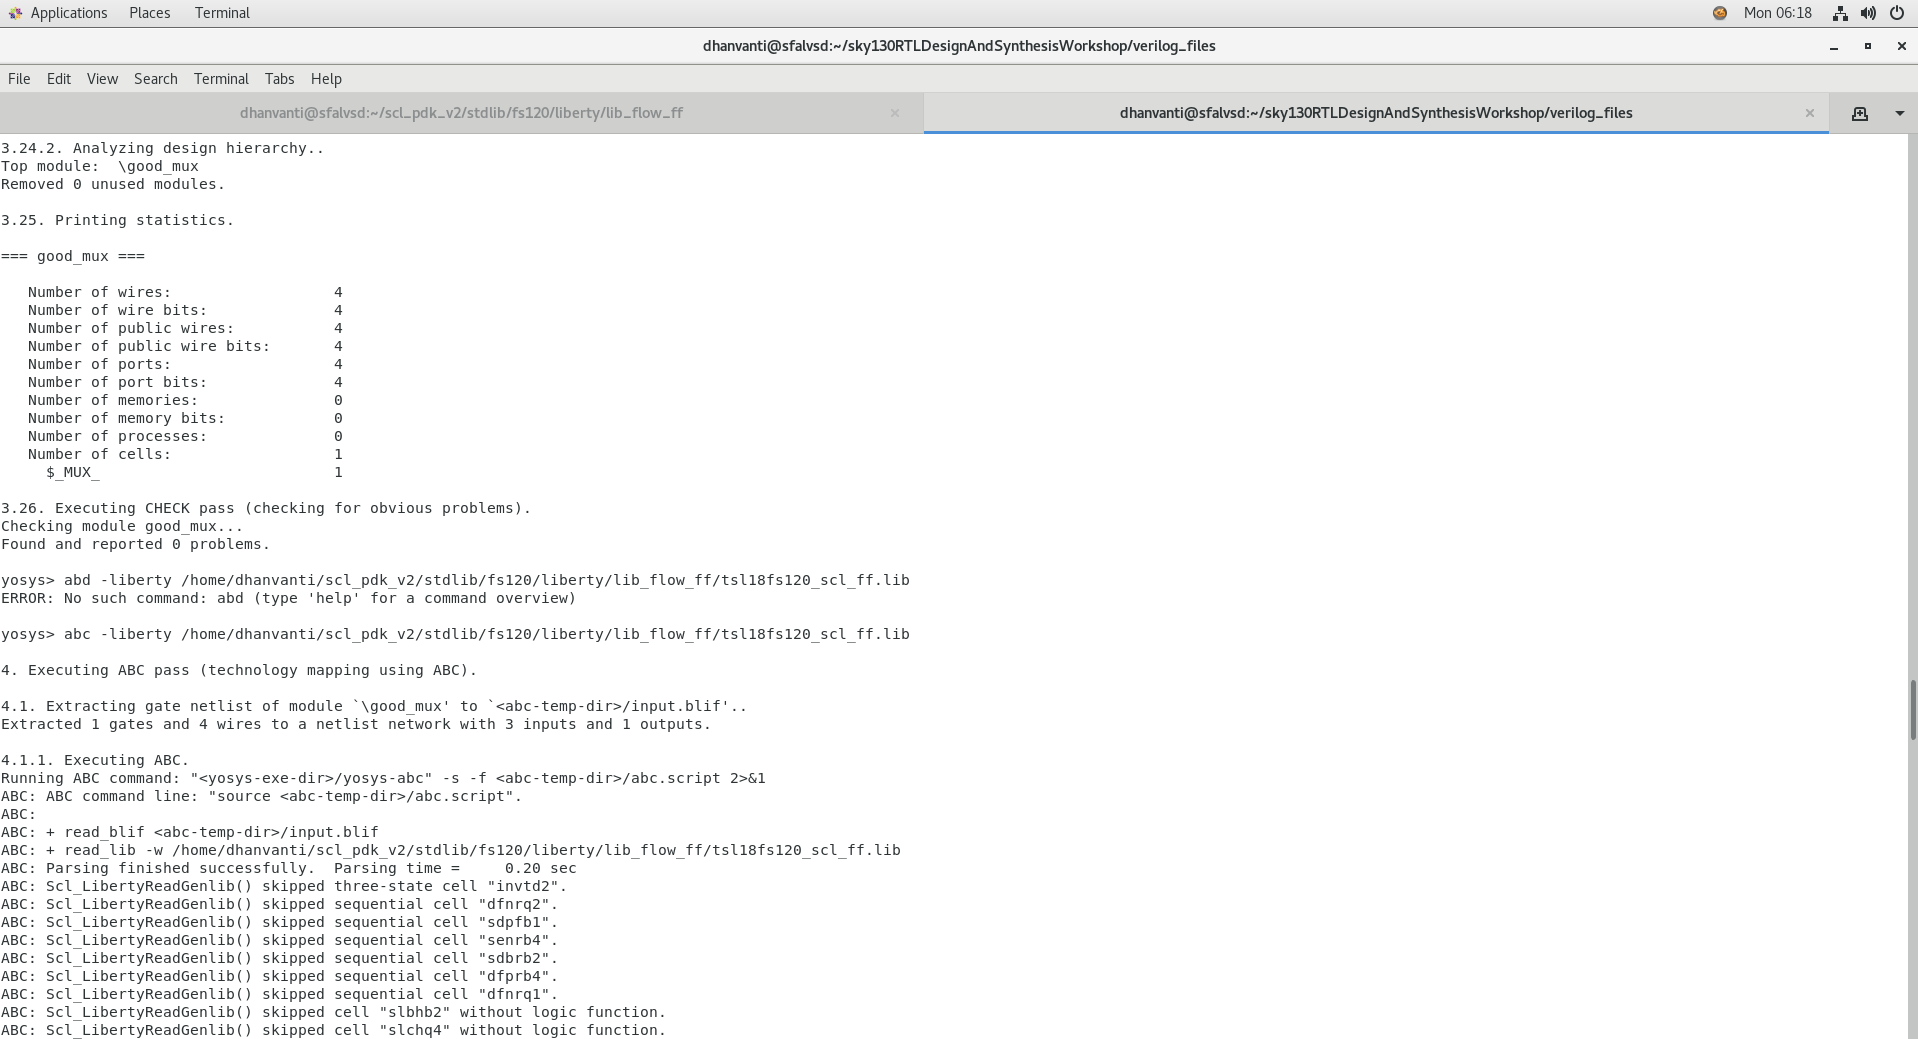 Applications Places Terminal Mon 06:18
dhanvanti@sfalvsd:~/sky130RTLDesignAndSynthesisWorkshop/verilog_files
File Edit View Search Terminal Tabs Help
dhanvanti@sfalvsd:~/scl_pdk_v2/stdlib/fs120/liberty/lib_flow_ff × dhanvanti@sfalvsd:~/sky130RTLDesignAndSynthesisWorkshop/verilog_files ×
3.24.2. Analyzing design hierarchy..
Top module:  \good_mux
Removed 0 unused modules.
3.25. Printing statistics.
=== good_mux ===
   Number of wires:                  4
   Number of wire bits:              4
   Number of public wires:           4
   Number of public wire bits:       4
   Number of ports:                  4
   Number of port bits:              4
   Number of memories:               0
   Number of memory bits:            0
   Number of processes:              0
   Number of cells:                  1
     $_MUX_                          1
3.26. Executing CHECK pass (checking for obvious problems).
Checking module good_mux...
Found and reported 0 problems.
yosys> abd -liberty /home/dhanvanti/scl_pdk_v2/stdlib/fs120/liberty/lib_flow_ff/tsl18fs120_scl_ff.lib
ERROR: No such command: abd (type 'help' for a command overview)
yosys> abc -liberty /home/dhanvanti/scl_pdk_v2/stdlib/fs120/liberty/lib_flow_ff/tsl18fs120_scl_ff.lib
4. Executing ABC pass (technology mapping using ABC).
4.1. Extracting gate netlist of module `\good_mux' to `<abc-temp-dir>/input.blif'..
Extracted 1 gates and 4 wires to a netlist network with 3 inputs and 1 outputs.
4.1.1. Executing ABC.
Running ABC command: "<yosys-exe-dir>/yosys-abc" -s -f <abc-temp-dir>/abc.script 2>&1
ABC: ABC command line: "source <abc-temp-dir>/abc.script".
ABC:
ABC: + read_blif <abc-temp-dir>/input.blif
ABC: + read_lib -w /home/dhanvanti/scl_pdk_v2/stdlib/fs120/liberty/lib_flow_ff/tsl18fs120_scl_ff.lib
ABC: Parsing finished successfully.  Parsing time =     0.20 sec
ABC: Scl_LibertyReadGenlib() skipped three-state cell "invtd2".
ABC: Scl_LibertyReadGenlib() skipped sequential cell "dfnrq2".
ABC: Scl_LibertyReadGenlib() skipped sequential cell "sdpfb1".
ABC: Scl_LibertyReadGenlib() skipped sequential cell "senrb4".
ABC: Scl_LibertyReadGenlib() skipped sequential cell "sdbrb2".
ABC: Scl_LibertyReadGenlib() skipped sequential cell "dfprb4".
ABC: Scl_LibertyReadGenlib() skipped sequential cell "dfnrq1".
ABC: Scl_LibertyReadGenlib() skipped cell "slbhb2" without logic function.
ABC: Scl_LibertyReadGenlib() skipped cell "slchq4" without logic function.